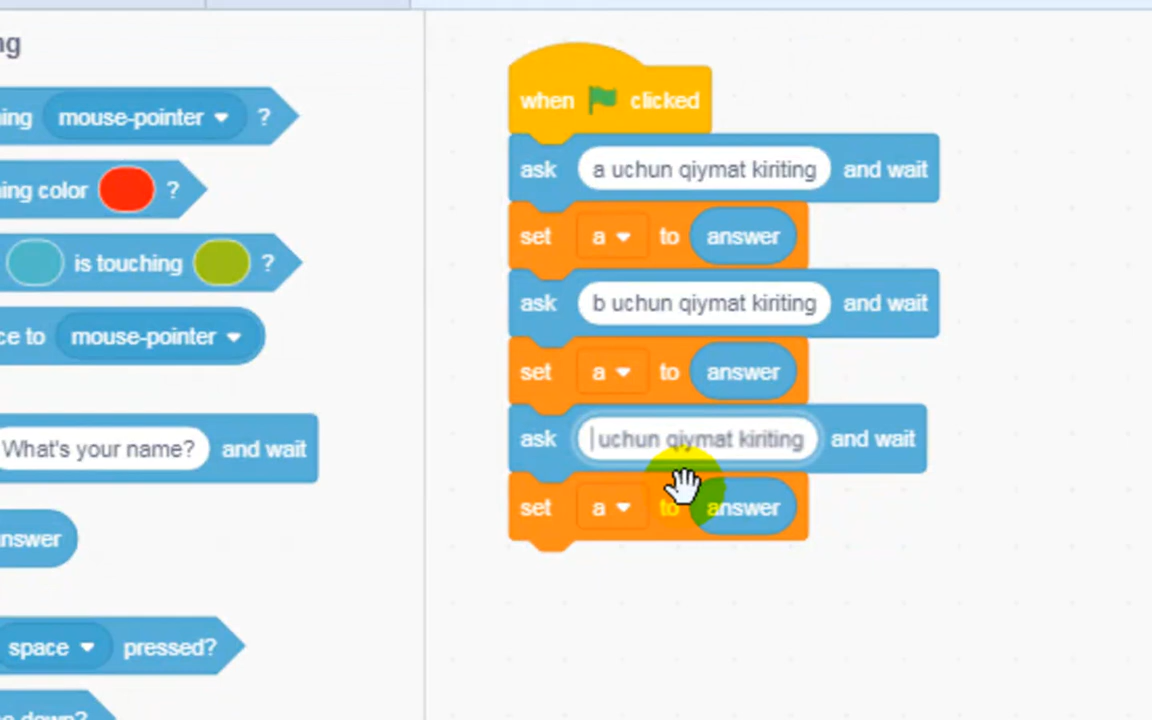 ng
ing mouse-pointer ?
ing color ?
is touching ?
ce to mouse-pointer
What's your name? and wait
nswer
space pressed?
when clicked
ask a uchun qiymat kiriting and wait
set a to answer
ask b uchun qiymat kiriting and wait
set a to answer
ask uchun qiymat kiriting and wait
set a to answer